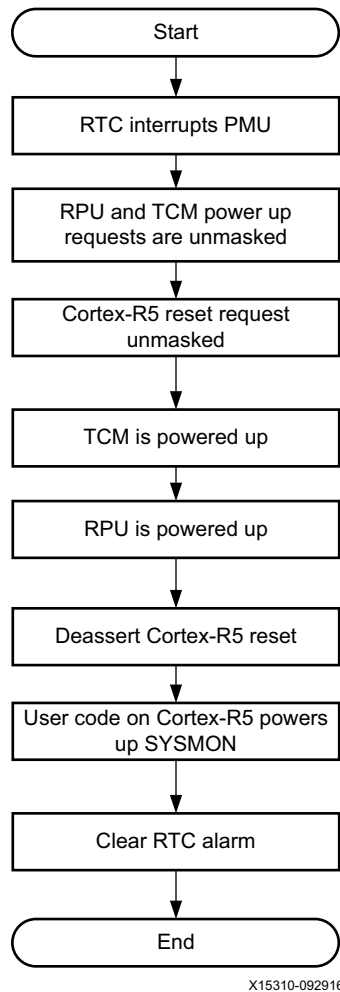 Start
RTC interrupts PMU
RPU and TCM power up
requests are unmasked
Cortex-R5 reset request
unmasked
TCM is powered up
RPU is powered up
Deassert Cortex-R5 reset
User code on Cortex-R5 powers
up SYSMON
Clear RTC alarm
End
X15310-092916